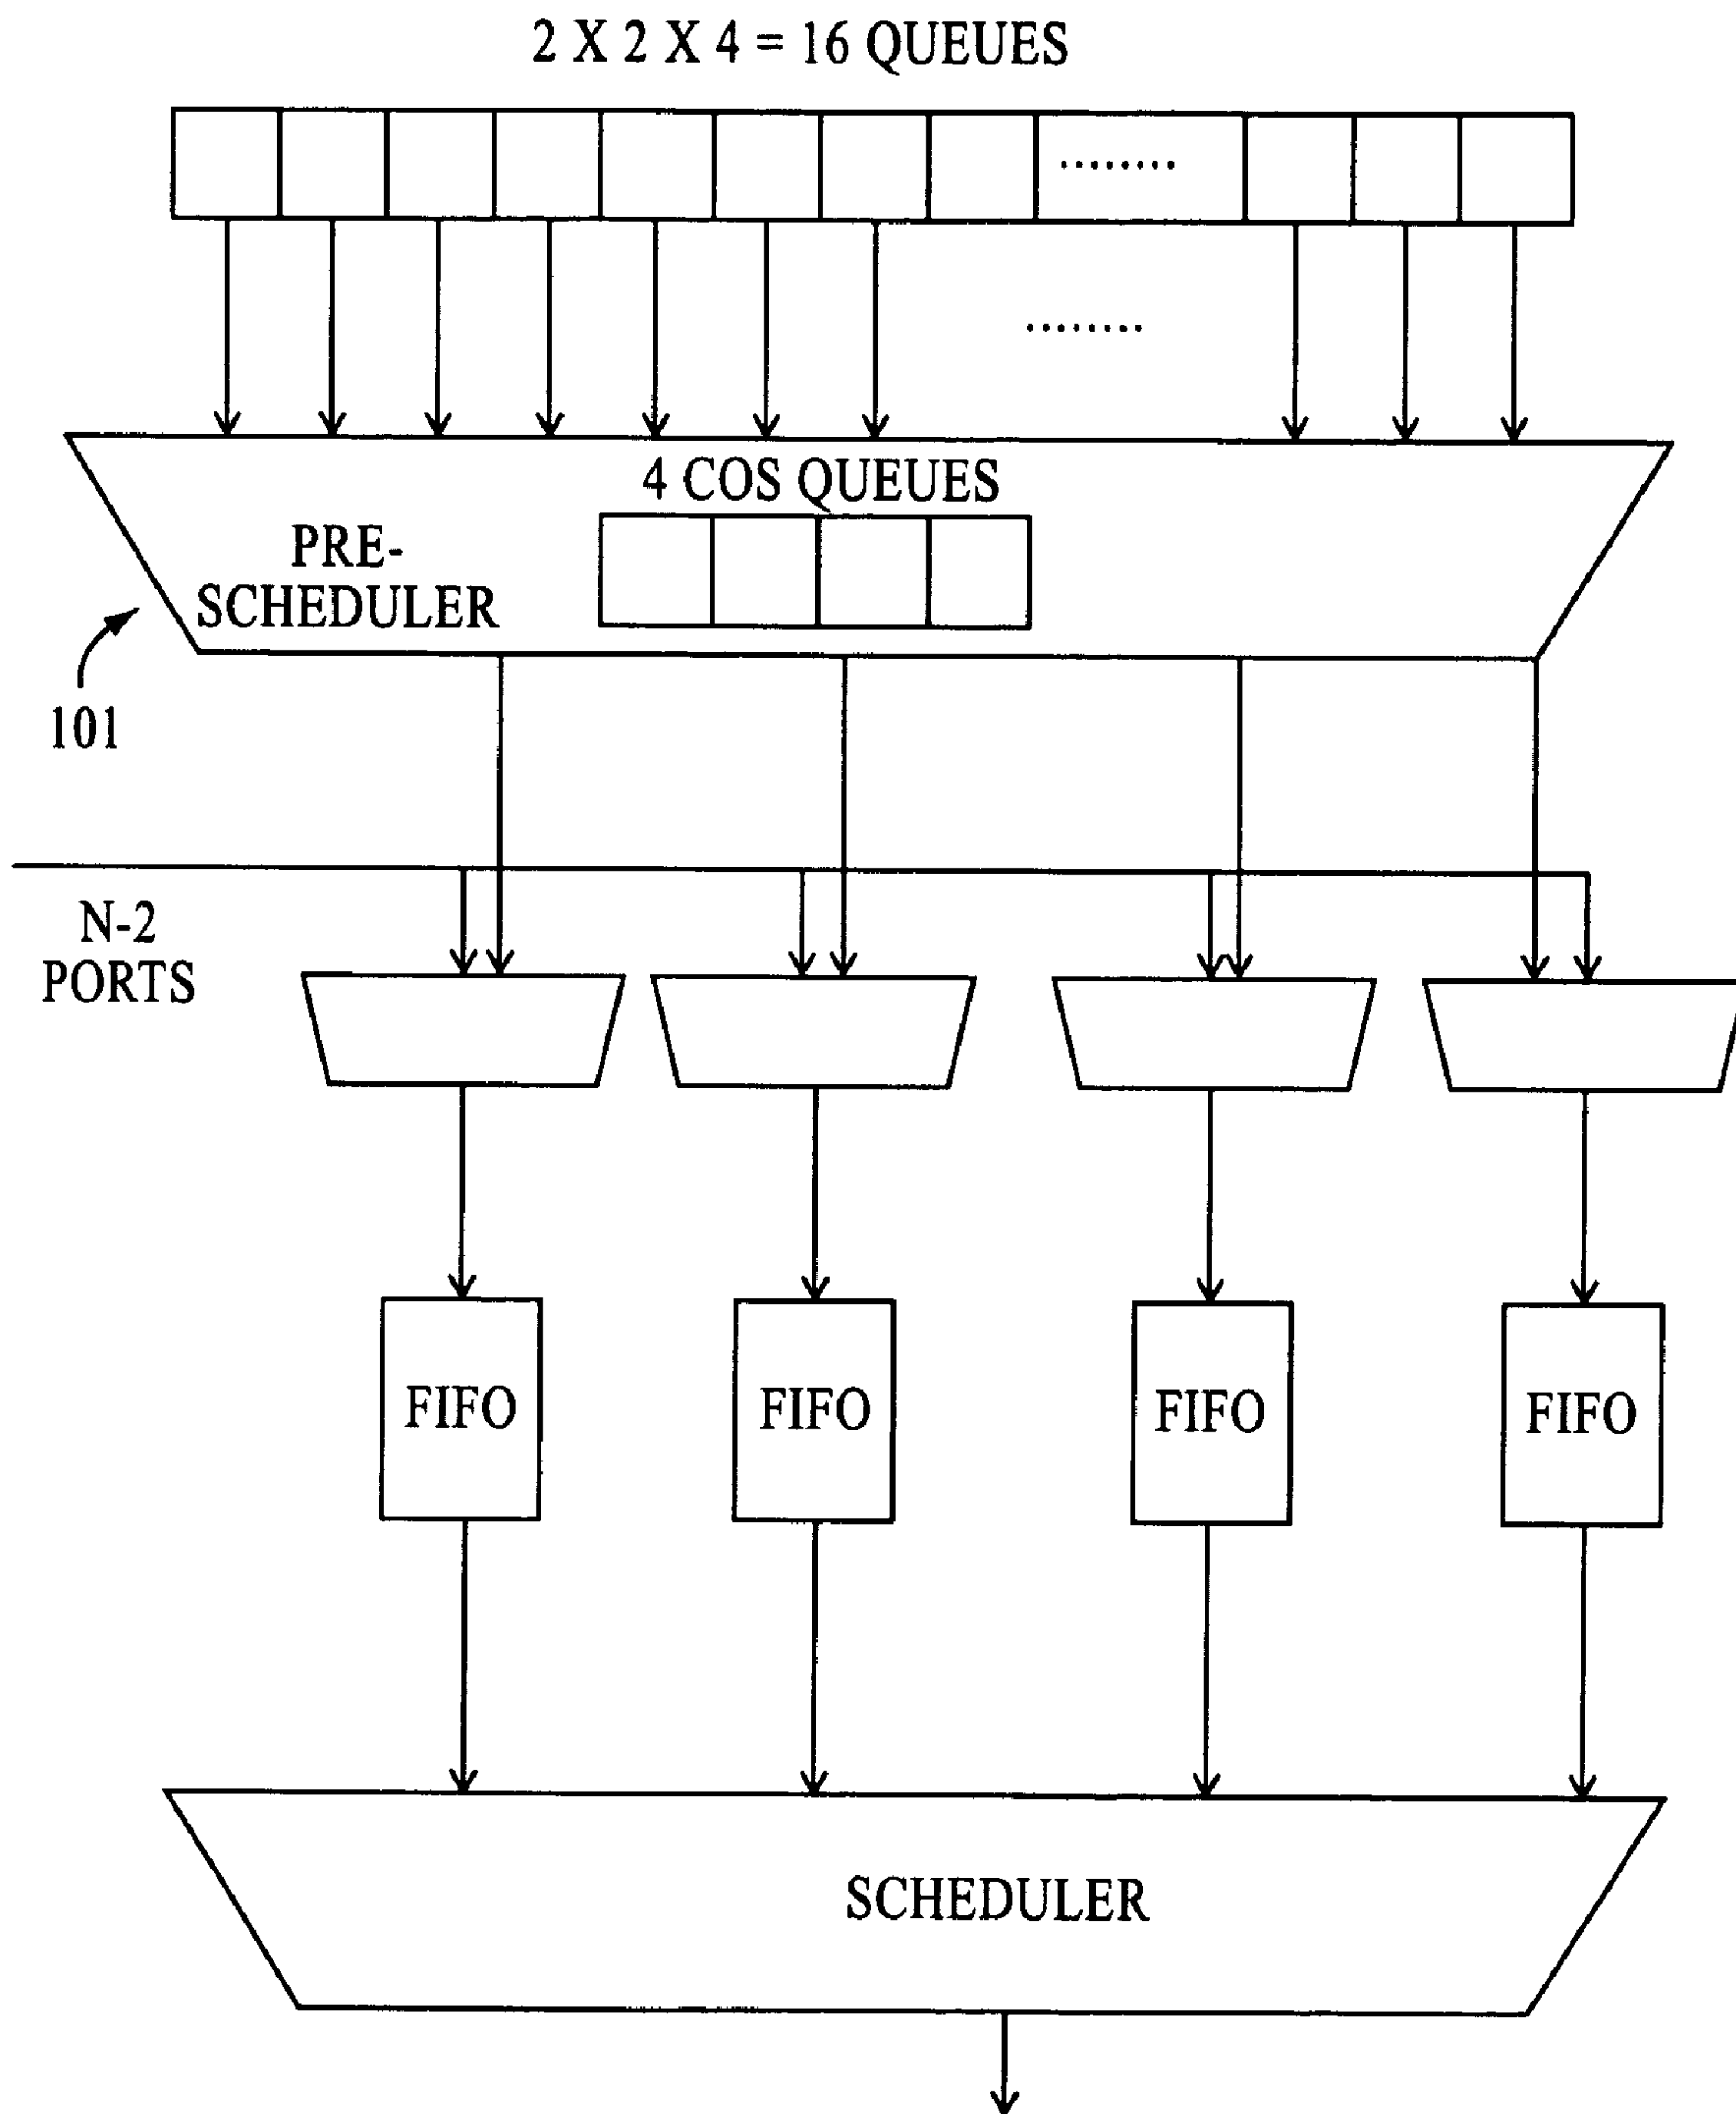 2 X 2 X 4 = 16 QUEUES
4 COS QUEUES
PRE-
SCHEDULER
101
N-2
PORTS
FIFO
FIFO
FIFO
FIFO
SCHEDULER